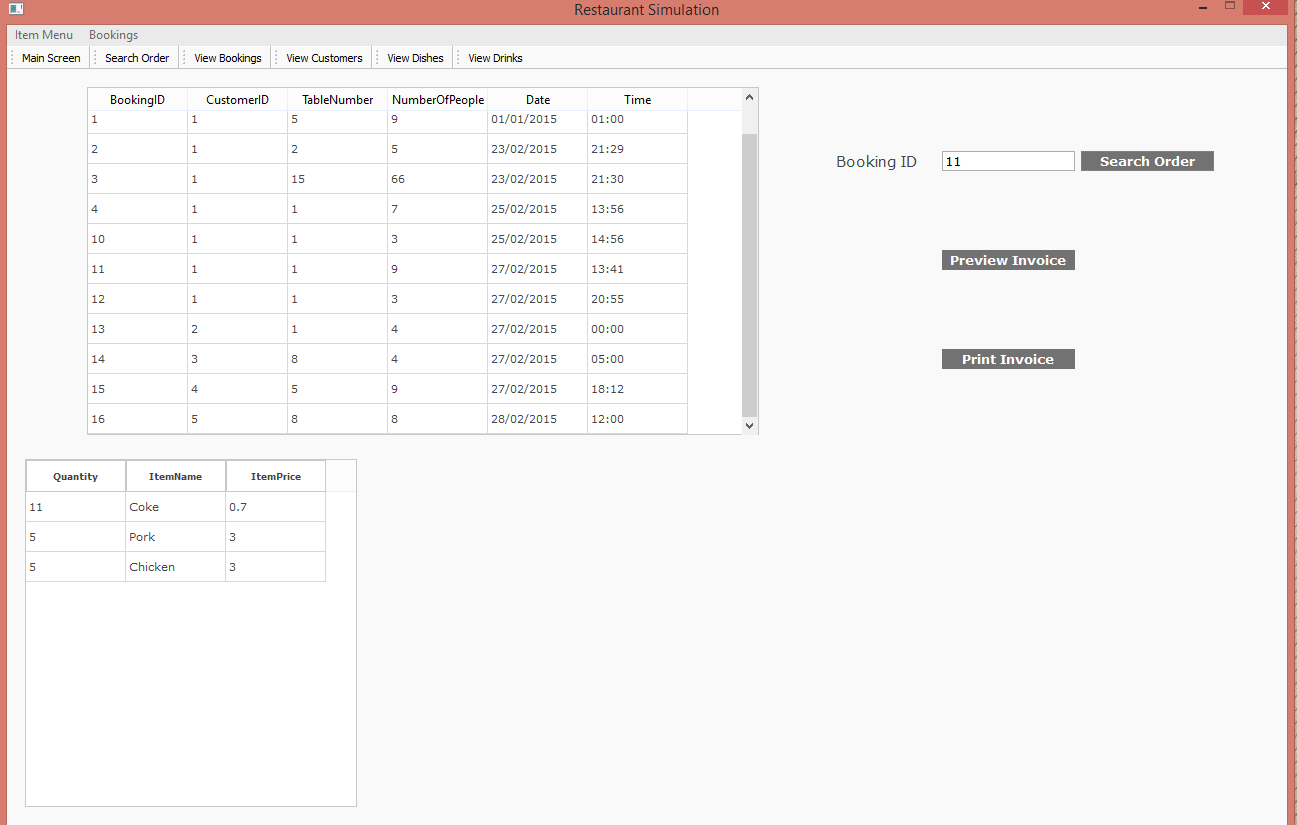 Restaurant Simulation
Item Menu Bookings
Main Screen Search Order View Bookings View Customers View Dishes View Drinks
BookingID CustomerID TableNumber NumberOfPeople Date Time
1 1 5 9 01/01/2015 01:00
2 1 2 5 23/02/2015 21:29
3 1 15 66 23/02/2015 21:30
4 1 1 7 25/02/2015 13:56
10 1 1 3 25/02/2015 14:56
11 1 1 9 27/02/2015 13:41
12 1 1 3 27/02/2015 20:55
13 2 1 4 27/02/2015 00:00
14 3 8 4 27/02/2015 05:00
15 4 5 9 27/02/2015 18:12
16 5 8 8 28/02/2015 12:00
Booking ID 11 Search Order
Preview Invoice
Print Invoice
Quantity ItemName ItemPrice
11 Coke 0.7
5 Pork 3
5 Chicken 3